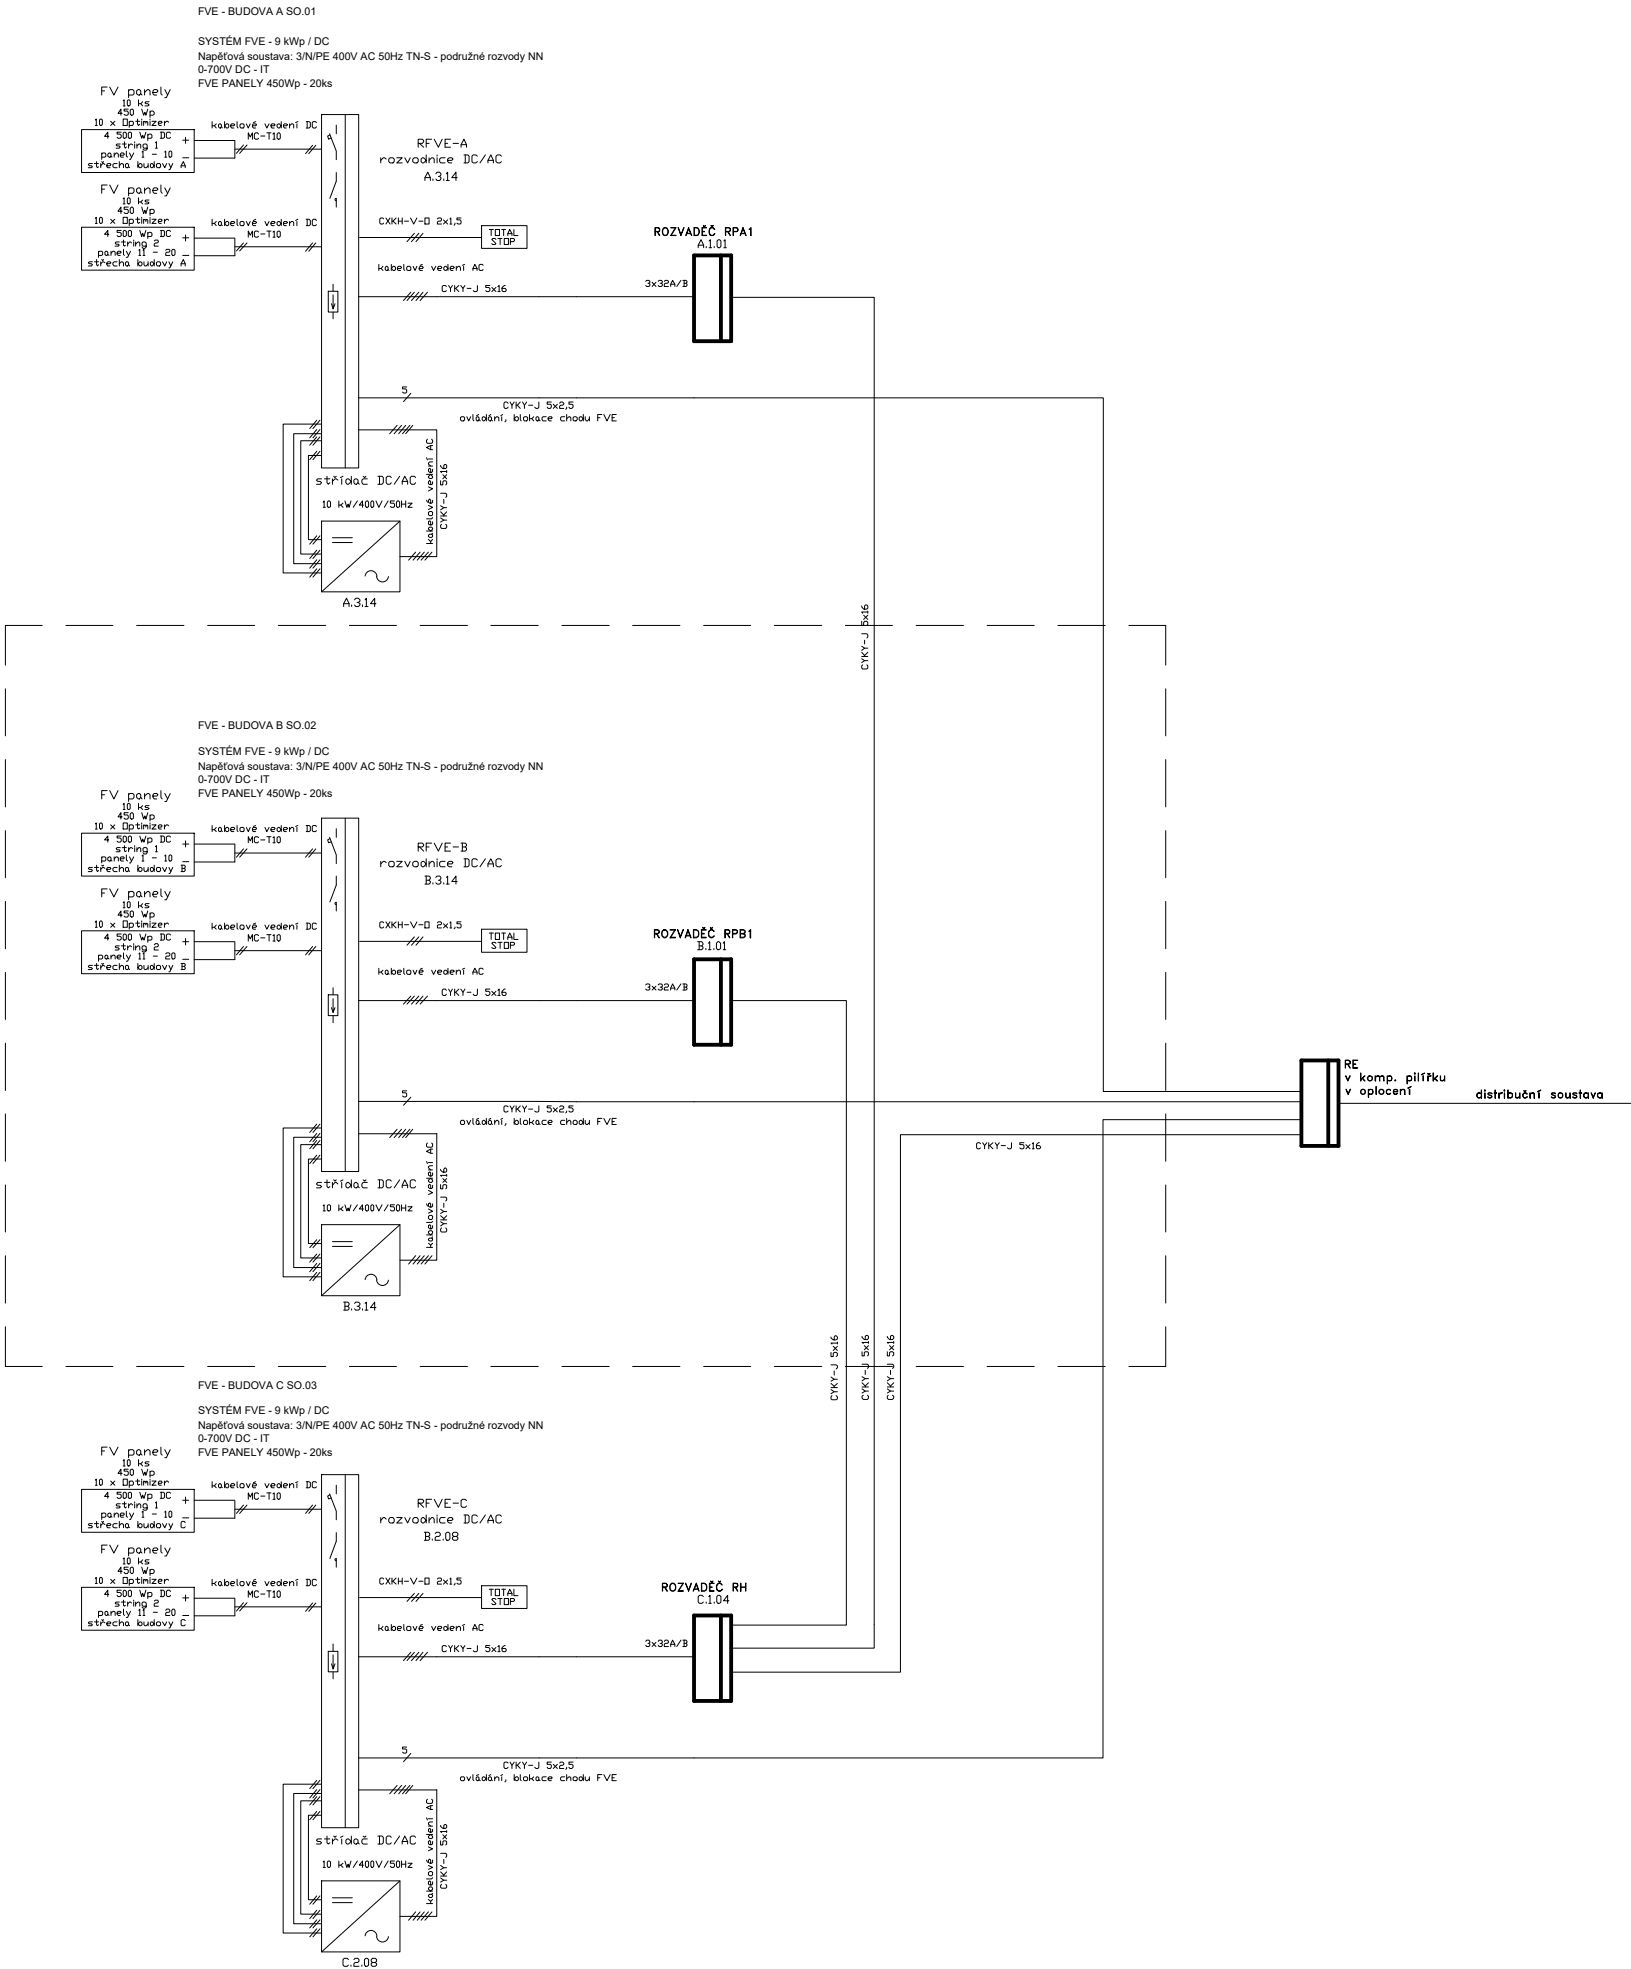 FVE - BUDOVA A SO.01
SYSTÉM FVE - 9 kWp / DC
Napěťová soustava: 3/N/PE 400V AC 50Hz TN-S - podružné rozvody NN
0-700V DC - IT
FVE PANELY 450Wp - 20ks
FV panely
10 ks
450 Wp
10 x Optimizer
4 500 Wp DC
string 1
panely 1 - 10
střecha budovy A
+
−
kabelové vedení DC
MC-T10
RFVE-A
rozvodnice DC/AC
A.3.14
FV panely
10 ks
450 Wp
10 x Optimizer
4 500 Wp DC
string 2
panely 11 - 20
střecha budovy A
+
−
kabelové vedení DC
MC-T10
CXKH-V-O 2x1,5
TOTAL
STOP
kabelové vedení AC
CYKY-J 5x16
ROZVADĚČ RPA1
A.1.01
3x32A/B
5
CYKY-J 5x2,5
ovládání, blokace chodu FVE
střídač DC/AC
10 kW/400V/50Hz
kabelové vedení AC
CYKY-J 5x16
A.3.14
CYKY-J 5x16
FVE - BUDOVA B SO.02
SYSTÉM FVE - 9 kWp / DC
Napěťová soustava: 3/N/PE 400V AC 50Hz TN-S - podružné rozvody NN
0-700V DC - IT
FVE PANELY 450Wp - 20ks
FV panely
10 ks
450 Wp
10 x Optimizer
4 500 Wp DC
string 1
panely 1 - 10
střecha budovy B
+
−
kabelové vedení DC
MC-T10
RFVE-B
rozvodnice DC/AC
B.3.14
FV panely
10 ks
450 Wp
10 x Optimizer
4 500 Wp DC
string 2
panely 11 - 20
střecha budovy B
+
−
kabelové vedení DC
MC-T10
CXKH-V-O 2x1,5
TOTAL
STOP
kabelové vedení AC
CYKY-J 5x16
ROZVADĚČ RPB1
B.1.01
3x32A/B
5
CYKY-J 5x2,5
ovládání, blokace chodu FVE
RE
v komp. pilířku
v oplocení
distribuční soustava
CYKY-J 5x16
střídač DC/AC
10 kW/400V/50Hz
kabelové vedení AC
CYKY-J 5x16
B.3.14
CYKY-J 5x16
CYKY-J 5x16
CYKY-J 5x16
FVE - BUDOVA C SO.03
SYSTÉM FVE - 9 kWp / DC
Napěťová soustava: 3/N/PE 400V AC 50Hz TN-S - podružné rozvody NN
0-700V DC - IT
FVE PANELY 450Wp - 20ks
FV panely
10 ks
450 Wp
10 x Optimizer
4 500 Wp DC
string 1
panely 1 - 10
střecha budovy C
+
−
kabelové vedení DC
MC-T10
RFVE-C
rozvodnice DC/AC
B.2.08
FV panely
10 ks
450 Wp
10 x Optimizer
4 500 Wp DC
string 2
panely 11 - 20
střecha budovy C
+
−
kabelové vedení DC
MC-T10
CXKH-V-O 2x1,5
TOTAL
STOP
kabelové vedení AC
CYKY-J 5x16
ROZVADĚČ RH
C.1.04
3x32A/B
5
CYKY-J 5x2,5
ovládání, blokace chodu FVE
střídač DC/AC
10 kW/400V/50Hz
kabelové vedení AC
CYKY-J 5x16
C.2.08